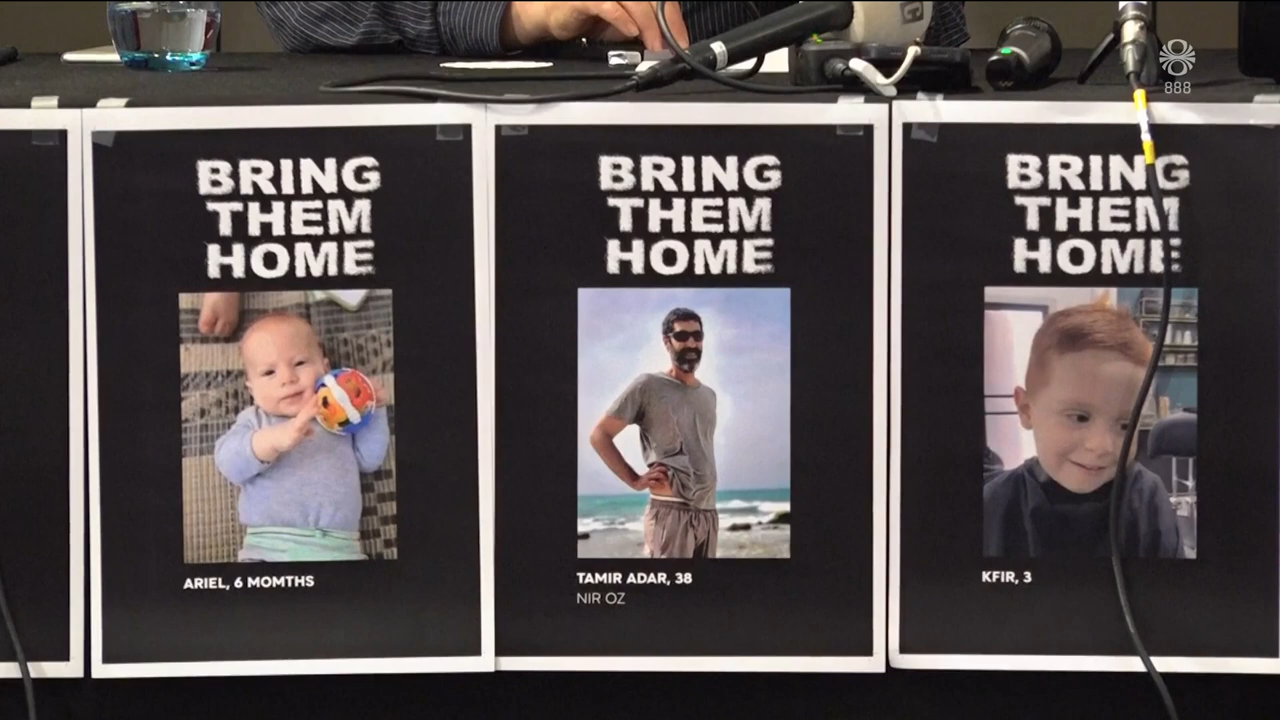 BRING
THEM
HOME
ARIEL, 6 MOMTHS
BRING
THEM
HOME
TAMIR ADAR, 38
NIR OZ
BRING
THEM
HOME
KFIR, 3
888
C